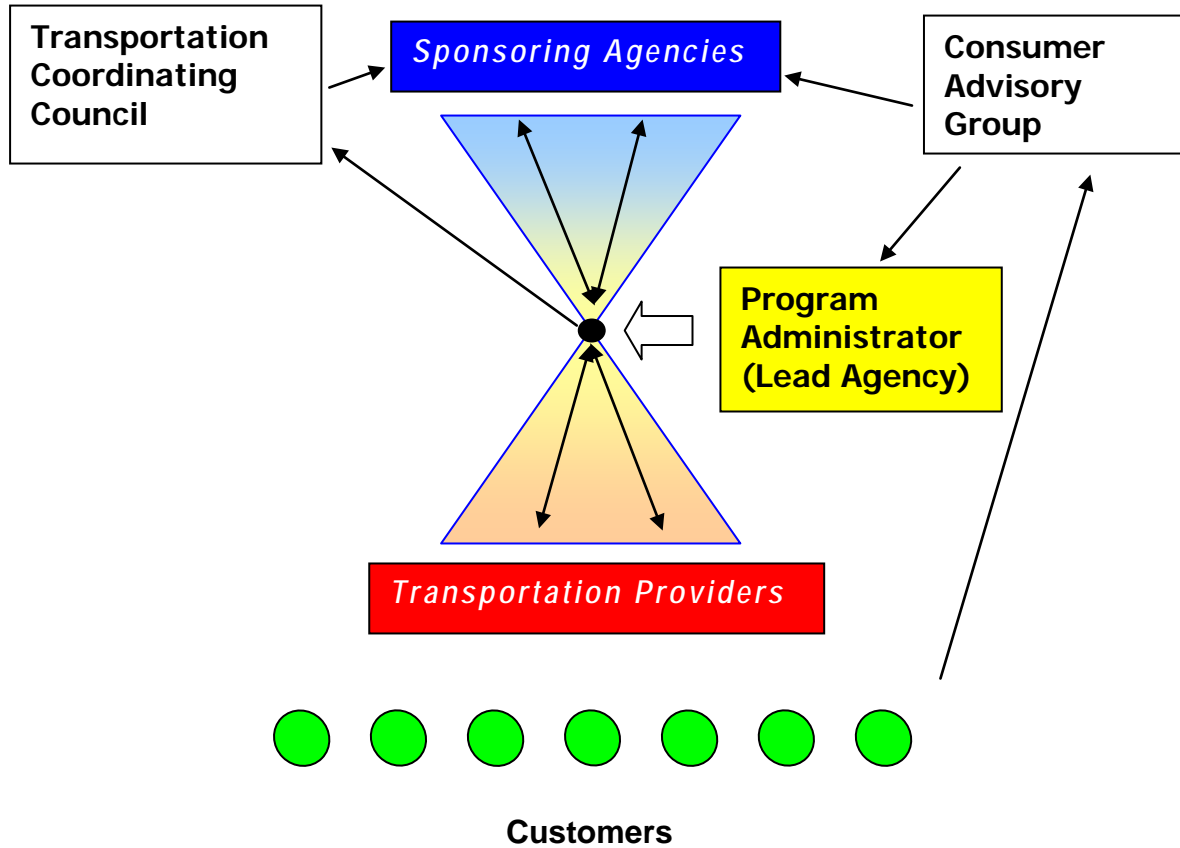 Transportation
Coordinating
Council
Sponsoring Agencies
Consumer
Advisory
Group
Program
Administrator
(Lead Agency)
Transportation Providers
Customers